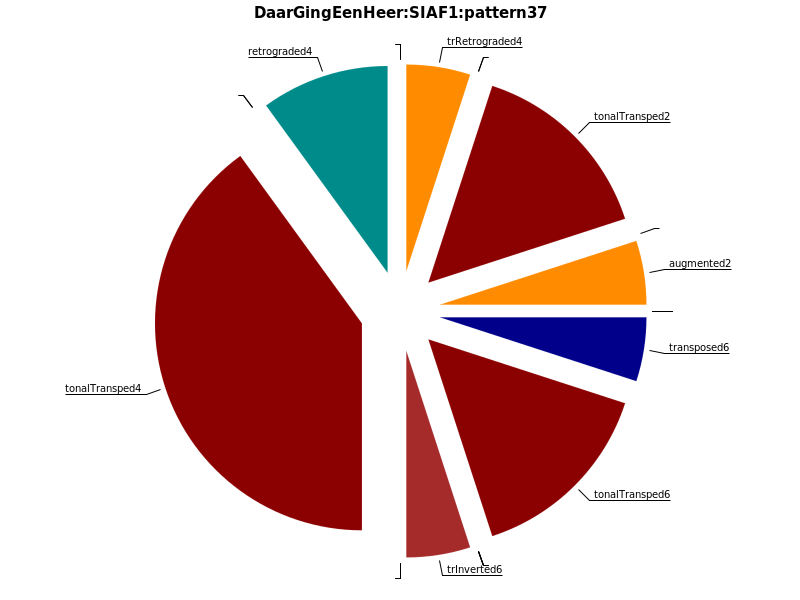 DaarGingEenHeer:SIAF1:pattern37
trRetrograded4
retrograded4
tonalTransped2
augmented2
transposed6
tonalTransped4
tonalTransped6
trInverted6